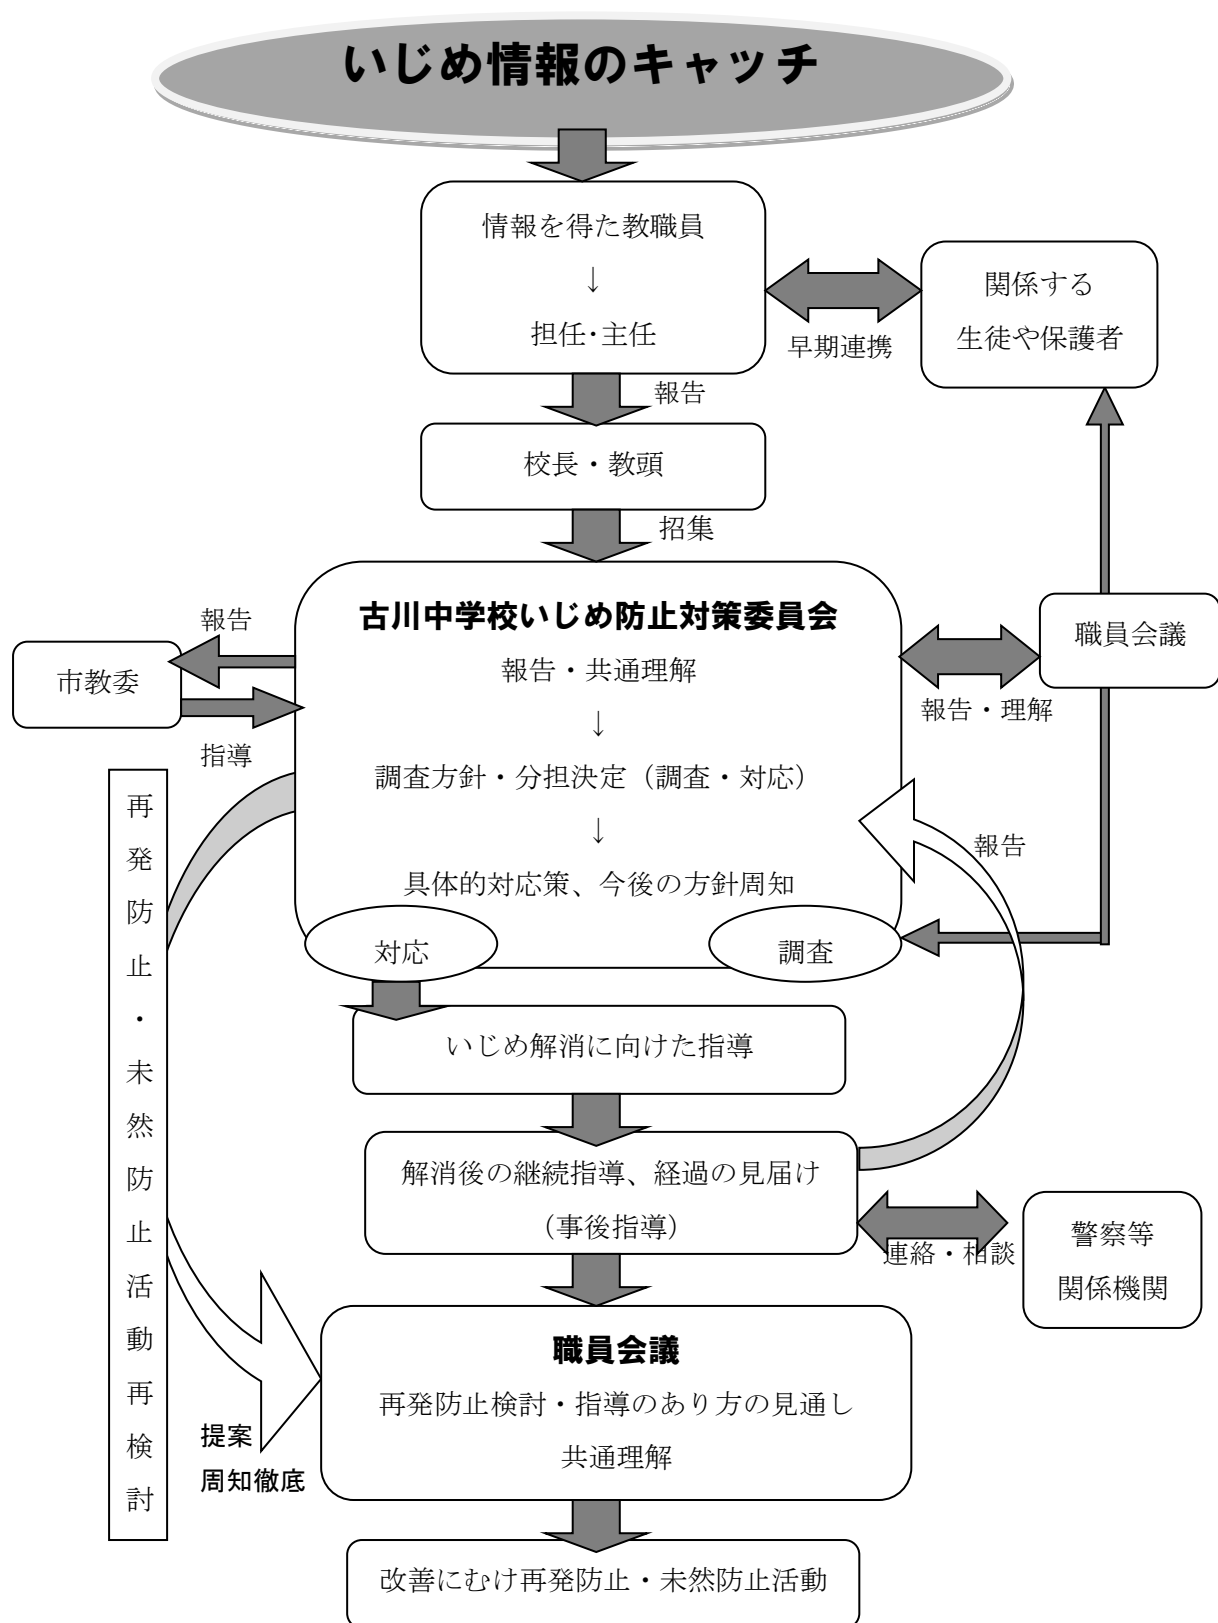 いじめ情報のキャッチ
情報を得た教職員
↓
担任・主任
早期連携
関係する
生徒や保護者
報告
校長・教頭
招集
古川中学校いじめ防止対策委員会
報告・共通理解
↓
調査方針・分担決定（調査・対応）
↓
具体的対応策、今後の方針周知
対応
調査
報告
市教委
指導
職員会議
報告・理解
報告
いじめ解消に向けた指導
解消後の継続指導、経過の見届け
（事後指導）
連絡・相談
警察等
関係機関
再発防止・未然防止活動再検討
提案
周知徹底
職員会議
再発防止検討・指導のあり方の見通し
共通理解
改善にむけ再発防止・未然防止活動